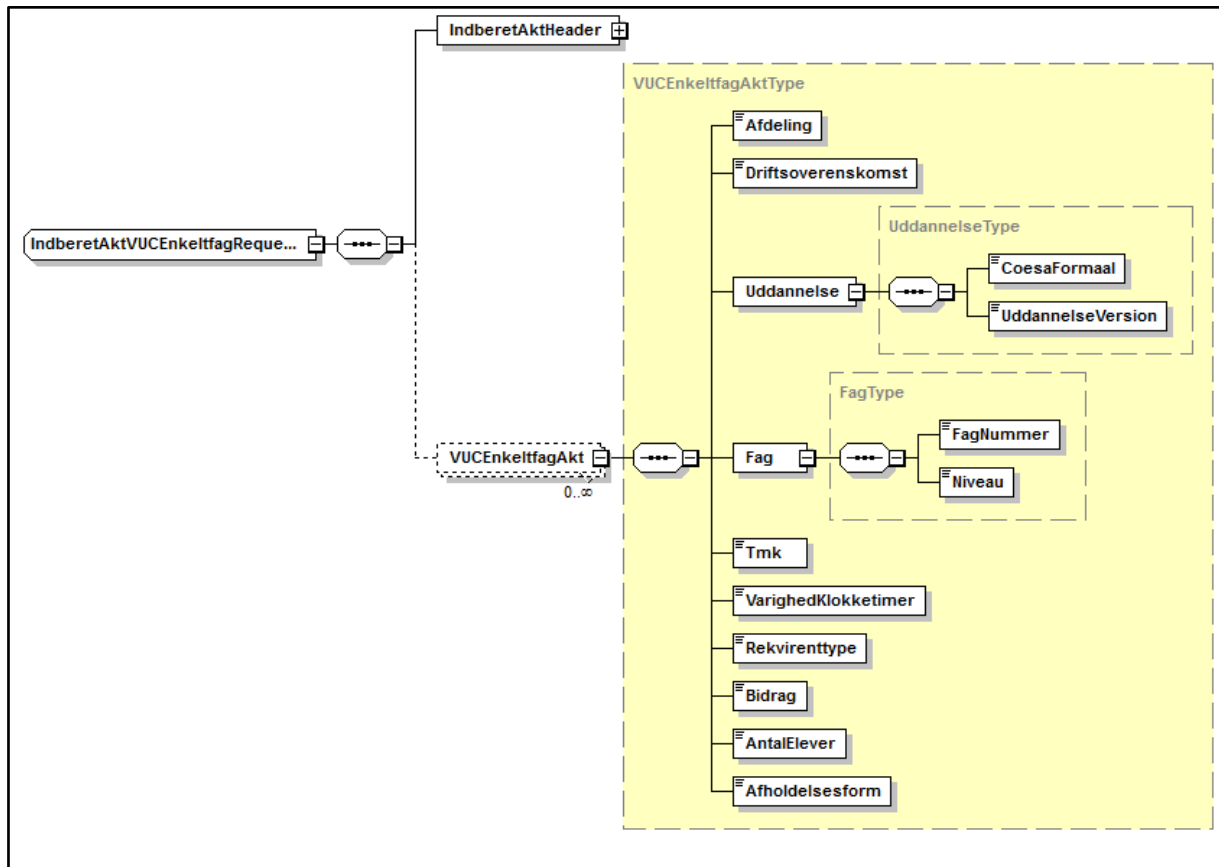 IndberetAktHeader
VUCEnkeltfagAktType
Afdeling
Driftsoverenskomst
UddannelseType
CoesaFormaal
IndberetAktVUCEnkeltfagReque...
Uddannelse
UddannelseVersion
FagType
FagNummer
VUCEnkeltfagAkt
Fag
Niveau
0..∞
Tmk
VarighedKlokketimer
Rekvirenttype
Bidrag
AntalElever
Afholdelsesform